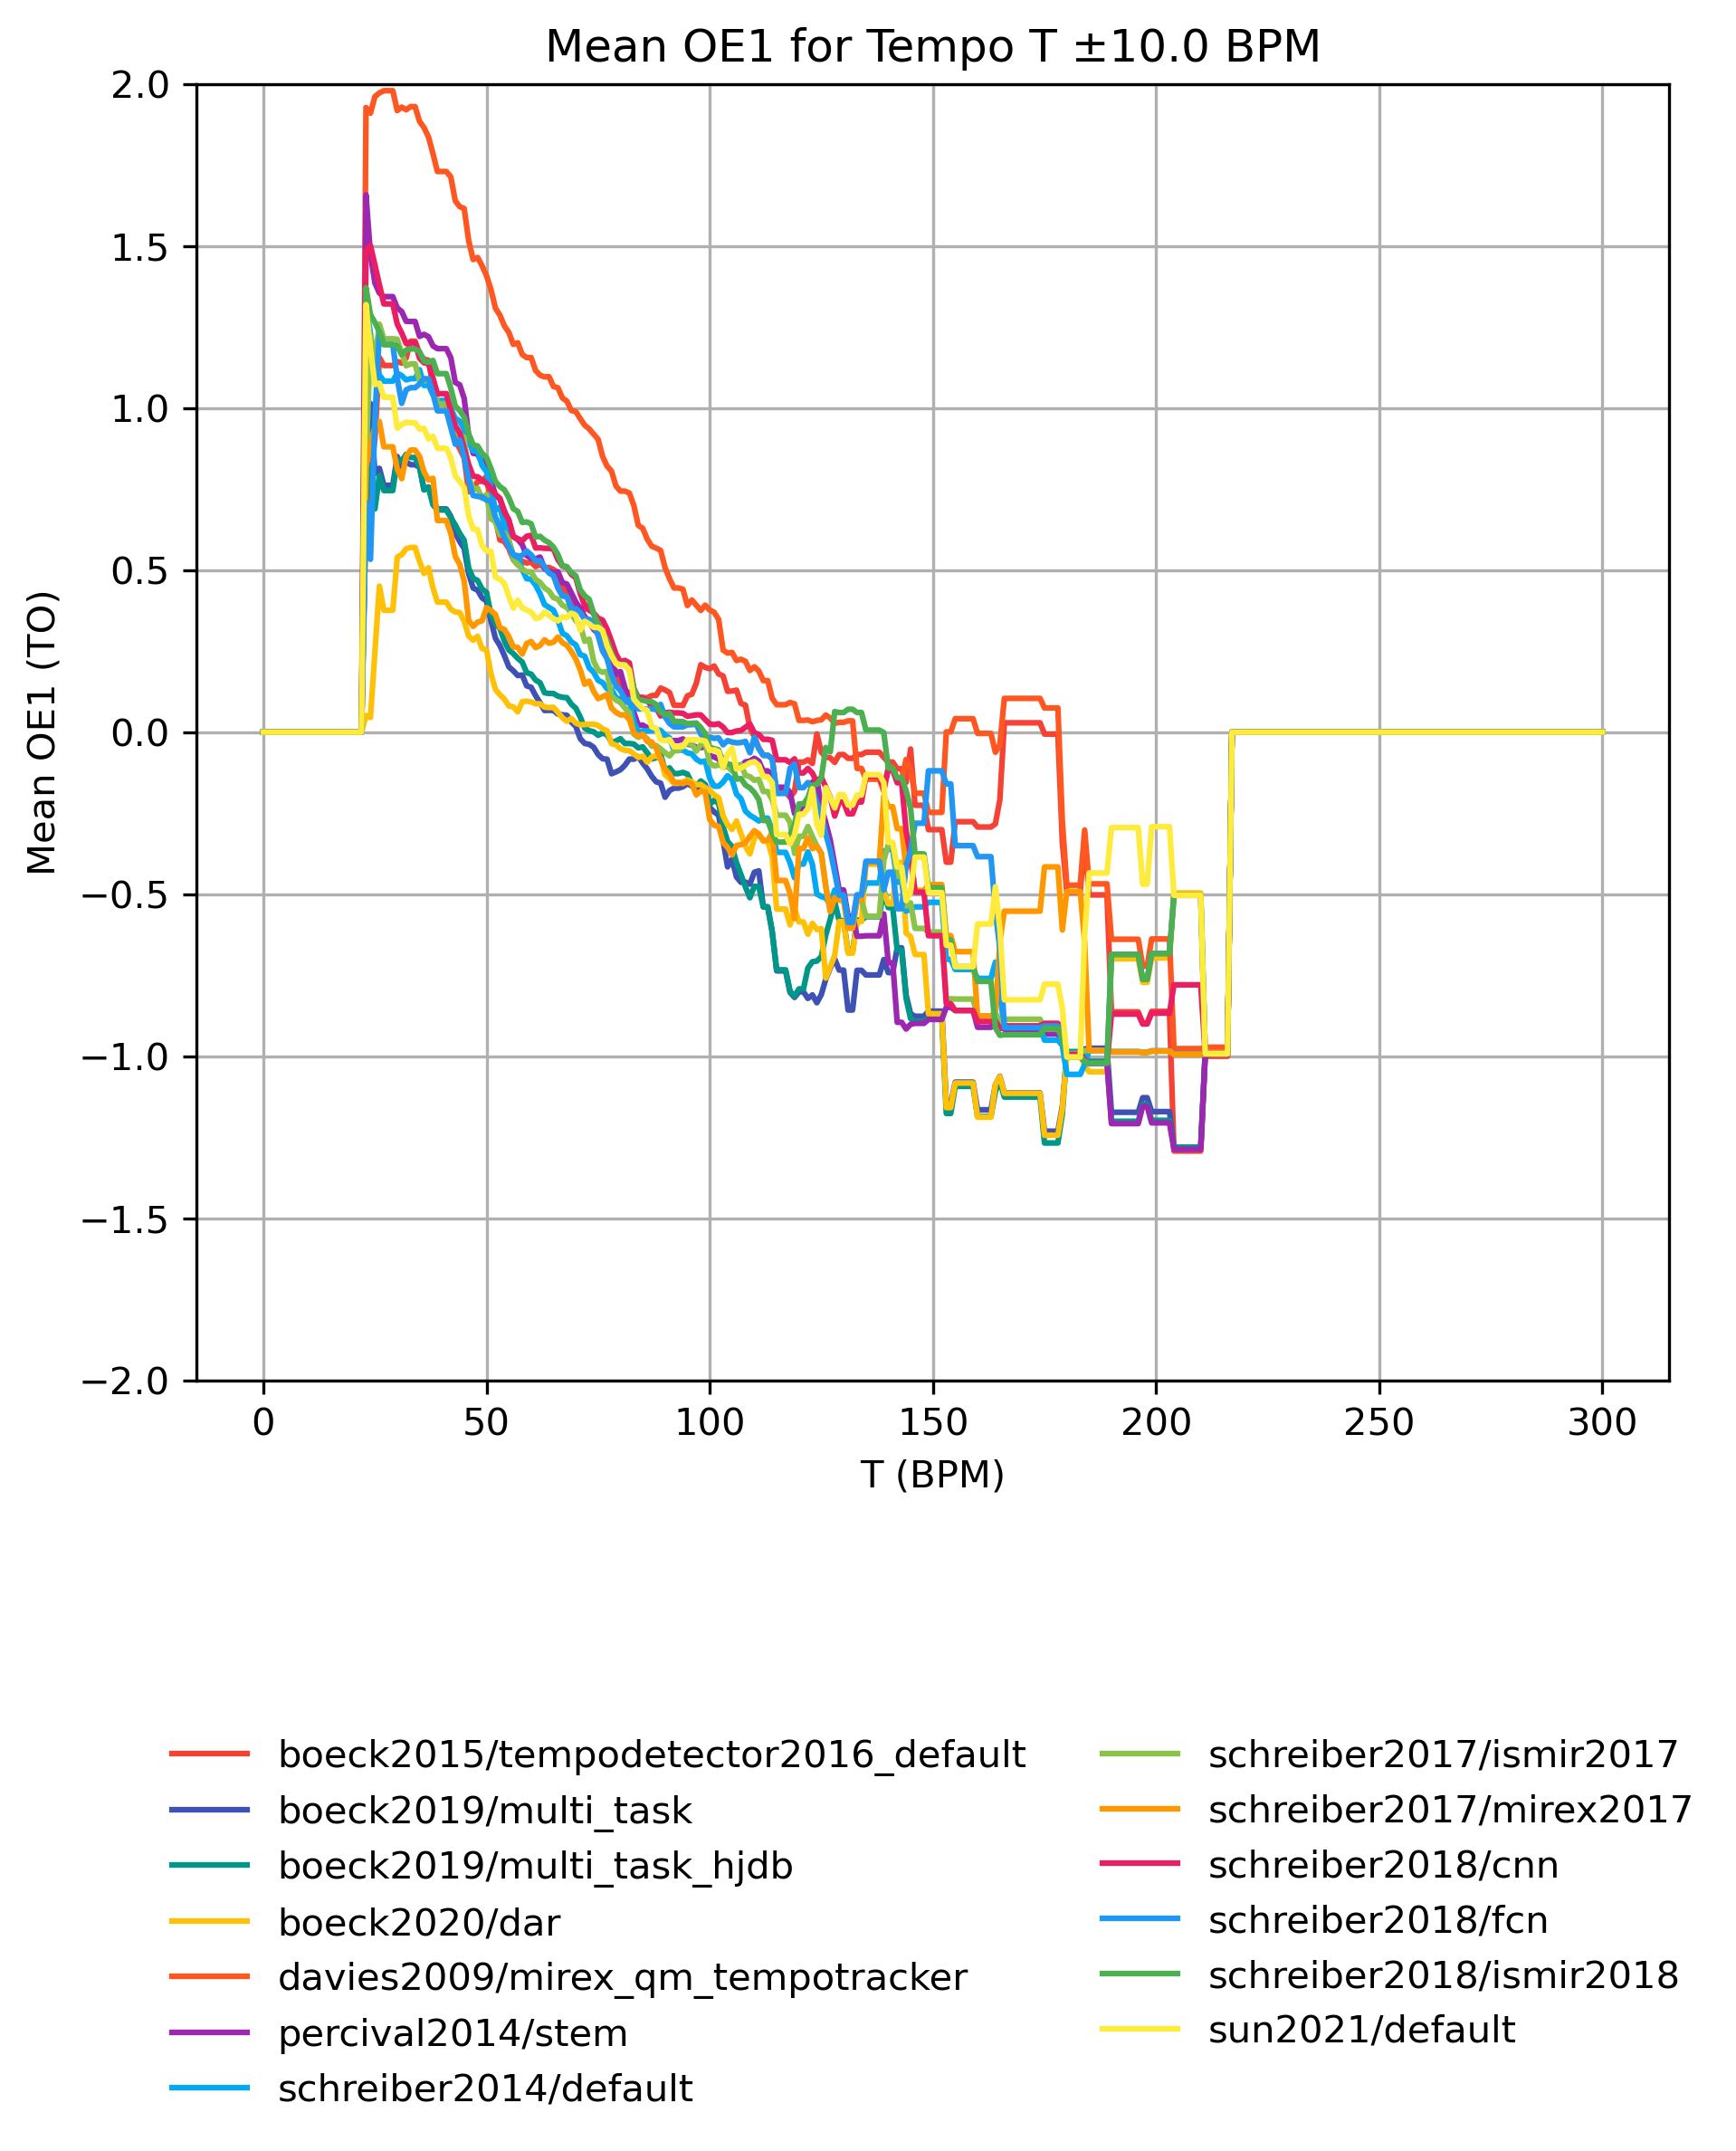 Mean OE1 for Tempo T ±10.0 BPM
2.0
1.5
1.0
0.5
0.0
−0.5
−1.0
−1.5
−2.0
Mean OE1 (TO)
0 50 100 150 200 250 300
T (BPM)
boeck2015/tempodetector2016_default
boeck2019/multi_task
boeck2019/multi_task_hjdb
boeck2020/dar
davies2009/mirex_qm_tempotracker
percival2014/stem
schreiber2014/default
schreiber2017/ismir2017
schreiber2017/mirex2017
schreiber2018/cnn
schreiber2018/fcn
schreiber2018/ismir2018
sun2021/default